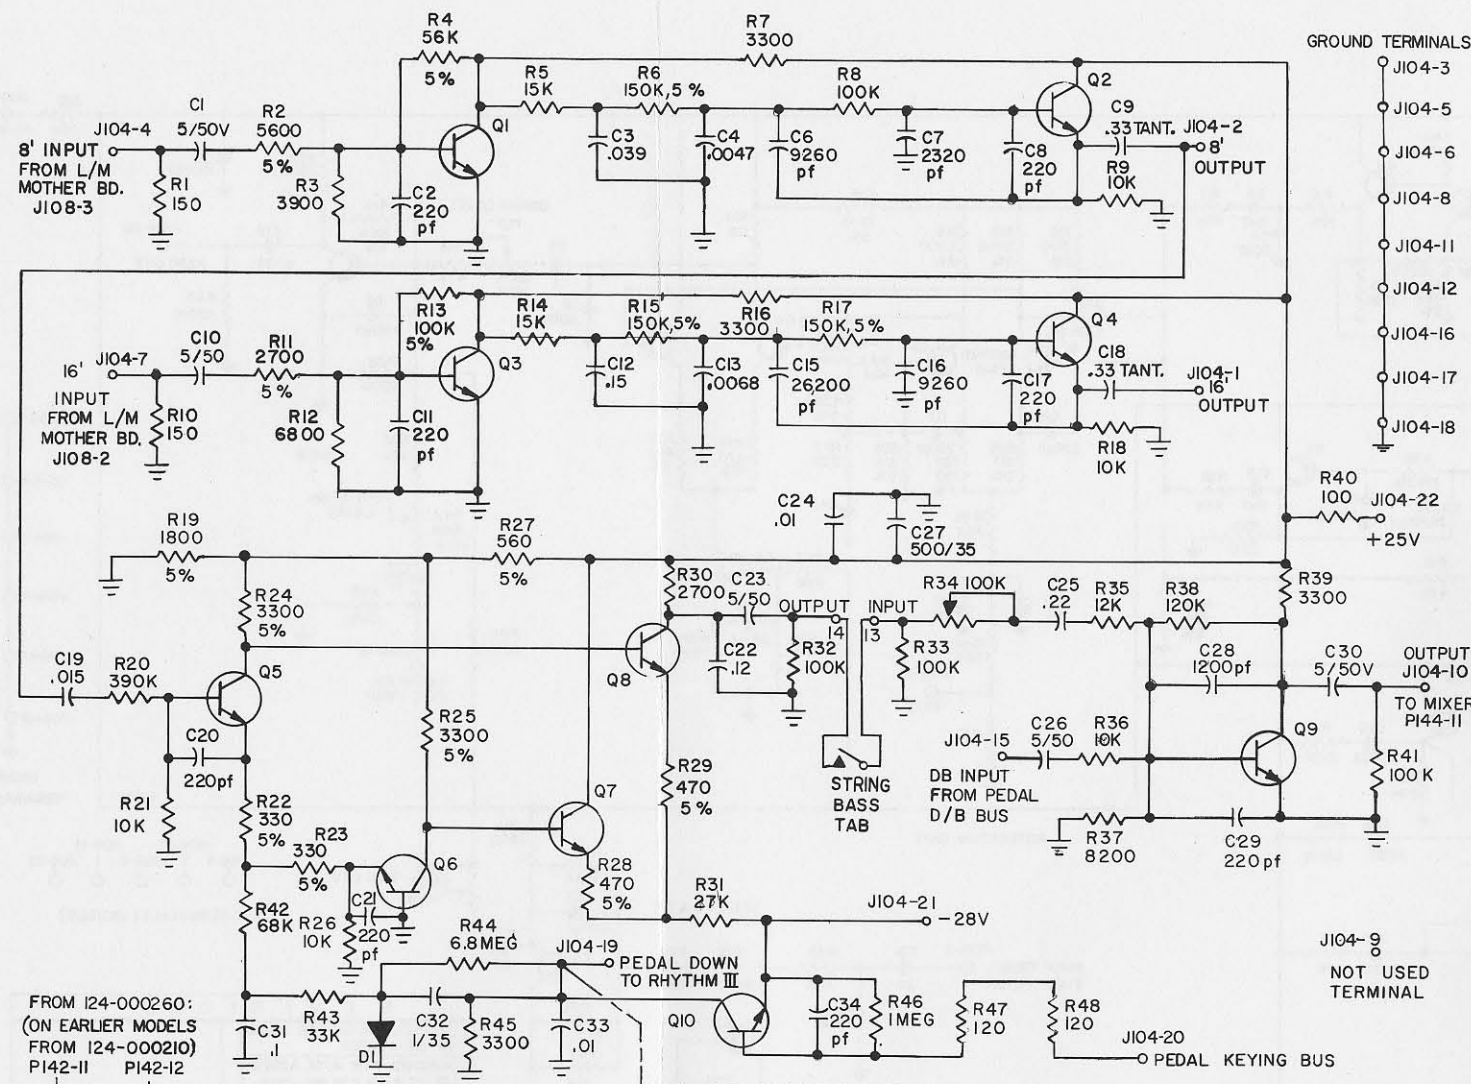 R4
56K
5%
R7
3300
GROUND TERMINALS
J104-3
J104-5
J104-6
J104-8
J104-11
J104-12
J104-16
J104-17
J104-18
R5
15K
R6
150K,5%
R8
100K
Q2
C9
.33 TANT.
J104-2
8'
OUTPUT
C1
5/50V
J104-4
8' INPUT
FROM L/M
MOTHER BD.
J108-3
R2
5600
5%
Q1
R1
150
R3
3900
C2
220
pf
C3
.039
C4
.0047
C6
9260
pf
C7
2320
pf
C8
220
pf
R9
10K
R13
100K
5%
R14
15K
R15
150K,5%
R16
3300
R17
150K,5%
Q4
C18
.33 TANT.
J104-1
16'
OUTPUT
C10
5/50
J104-7
16'
INPUT
FROM L/M
MOTHER BD.
J108-2
R11
2700
5%
Q3
R10
150
R12
6800
C11
220
pf
C12
.15
C13
.0068
C15
26200
pf
C16
9260
pf
C17
220
pf
R18
10K
R40
100
J104-22
+25V
R19
1800
5%
R27
560
5%
C24
.01
C27
500/35
R24
3300
5%
R30
2700
C23
5/50
OUTPUT
14
INPUT
13
R34 100K
C25
.22
R35
12K
R38
120K
R39
3300
C19
.015
R20
390K
Q5
Q8
C22
.12
R32
100K
R33
100K
C28
1200pf
C30
5/50V
OUTPUT
J104-10
TO MIXER
P144-11
C20
220pf
R25
3300
5%
R21
10K
R22
330
5%
R29
470
5%
STRING
BASS
TAB
J104-15
DB INPUT
FROM PEDAL
D/B BUS
C26
5/50
R36
10K
Q9
R41
100K
R37
8200
C29
220pf
R23
330
5%
Q6
Q7
R28
470
5%
R42
68K
R26
10K
C21
220
pf
R31
27K
J104-21
-28V
R44
6.8MEG
J104-19
PEDAL DOWN
TO RHYTHM III
J104-9
NOT USED
TERMINAL
FROM 124-000260:
(ON EARLIER MODELS
FROM 124-000210)
P142-11 P142-12
C31
.1
R43
33K
D1
C32
1/35
R45
3300
C33
.01
Q10
C34
220
pf
R46
1MEG
R47
120
R48
120
J104-20
PEDAL KEYING BUS